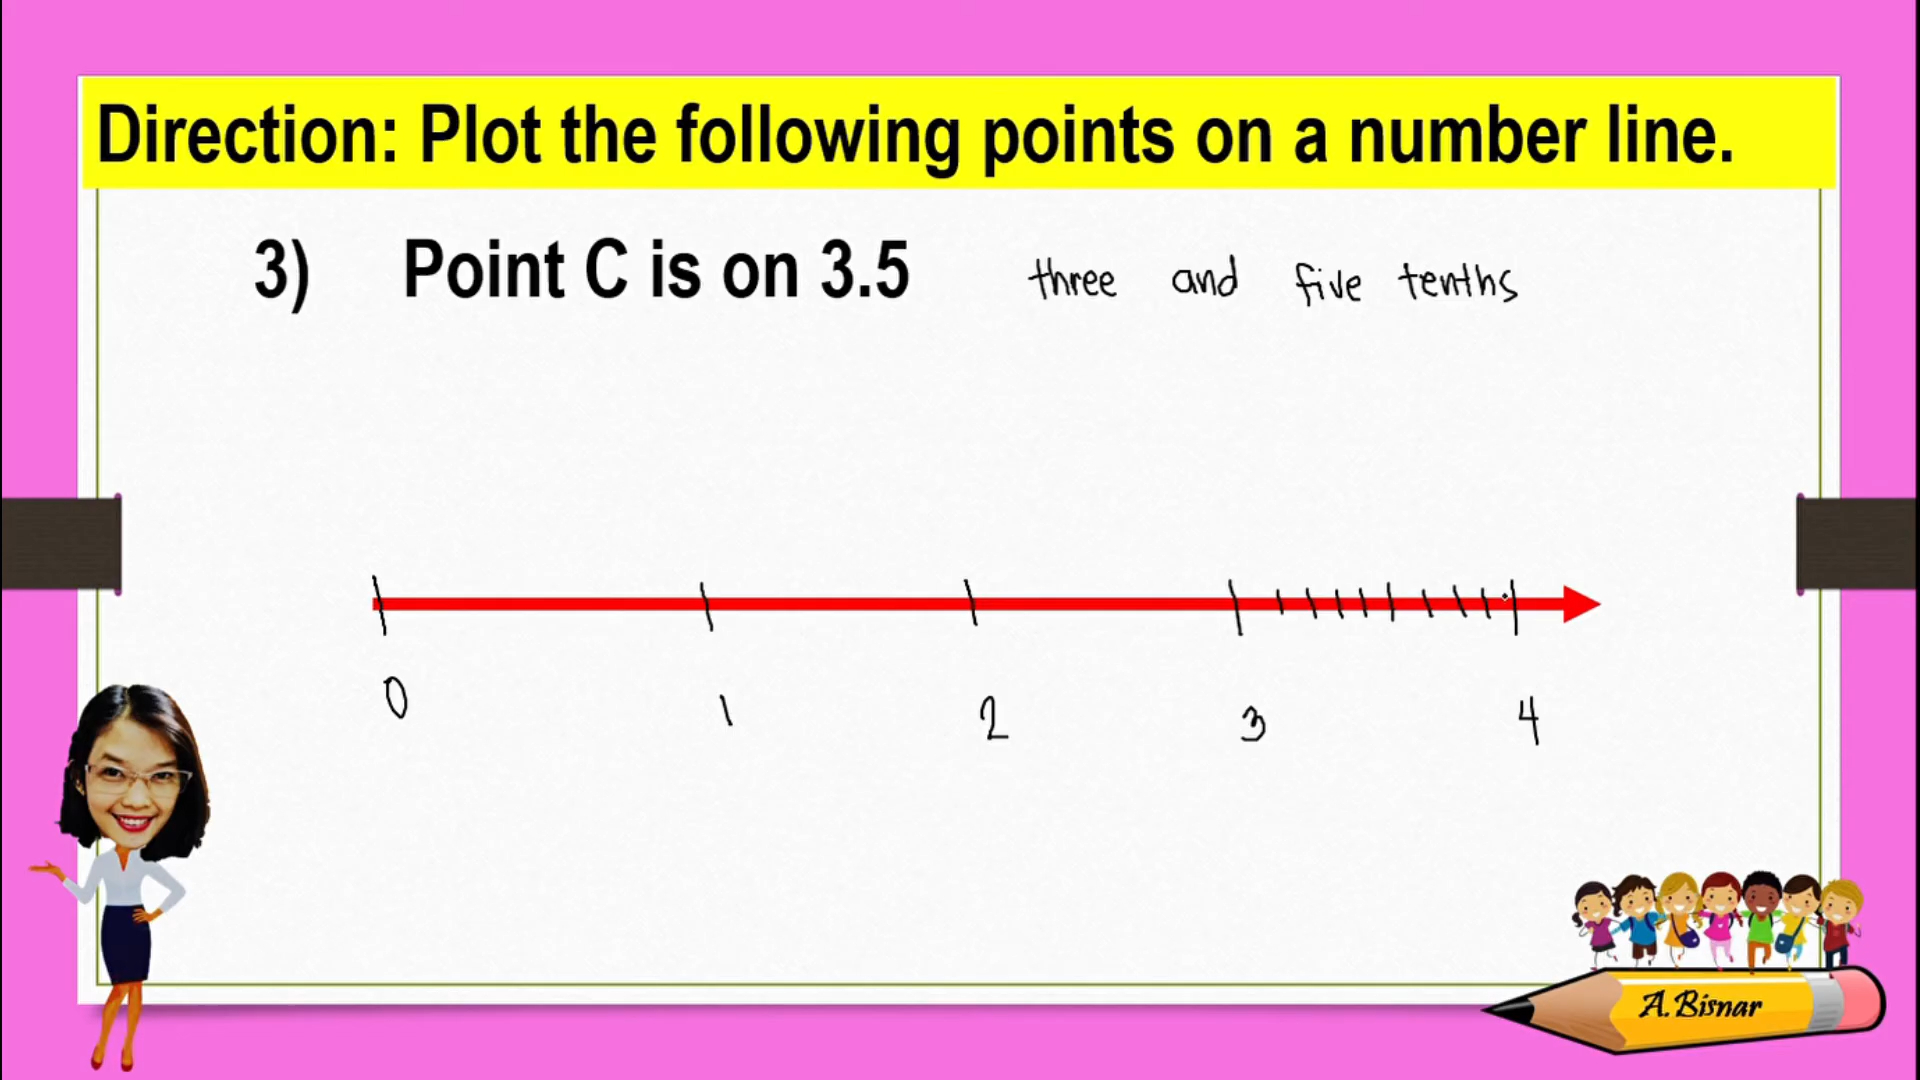 Direction: Plot the following points on a number line.
3) Point C is on 3.5 three and five tenths
0 1 2 3 4
A.Bisnar